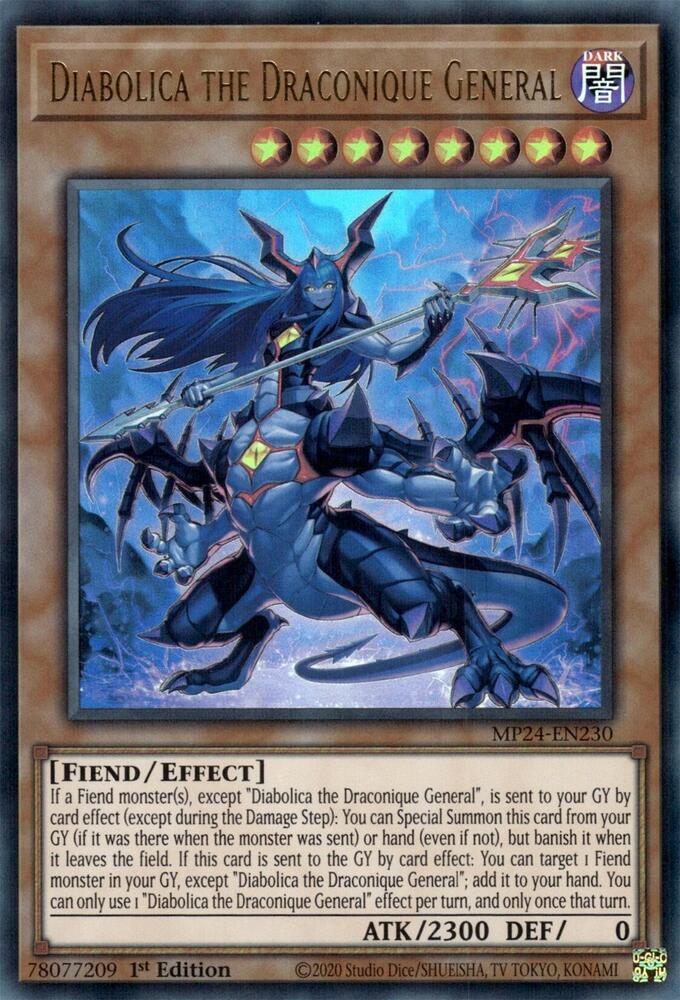 DIABOLICA THE DRACONIQUE GENERAL
DARK
闇
MP24-EN230
[FIEND/EFFECT]
If a Fiend monster(s), except "Diabolica the Draconique General", is sent to your GY by
card effect (except during the Damage Step): You can Special Summon this card from your
GY (if it was there when the monster was sent) or hand (even if not), but banish it when
it leaves the field. If this card is sent to the GY by card effect: You can target 1 Fiend
monster in your GY, except "Diabolica the Draconique General"; add it to your hand. You
can only use 1 "Diabolica the Draconique General" effect per turn, and only once that turn.
ATK/2300 DEF/ 0
78077209 1st Edition ©2020 Studio Dice/SHUEISHA, TV TOKYO, KONAMI